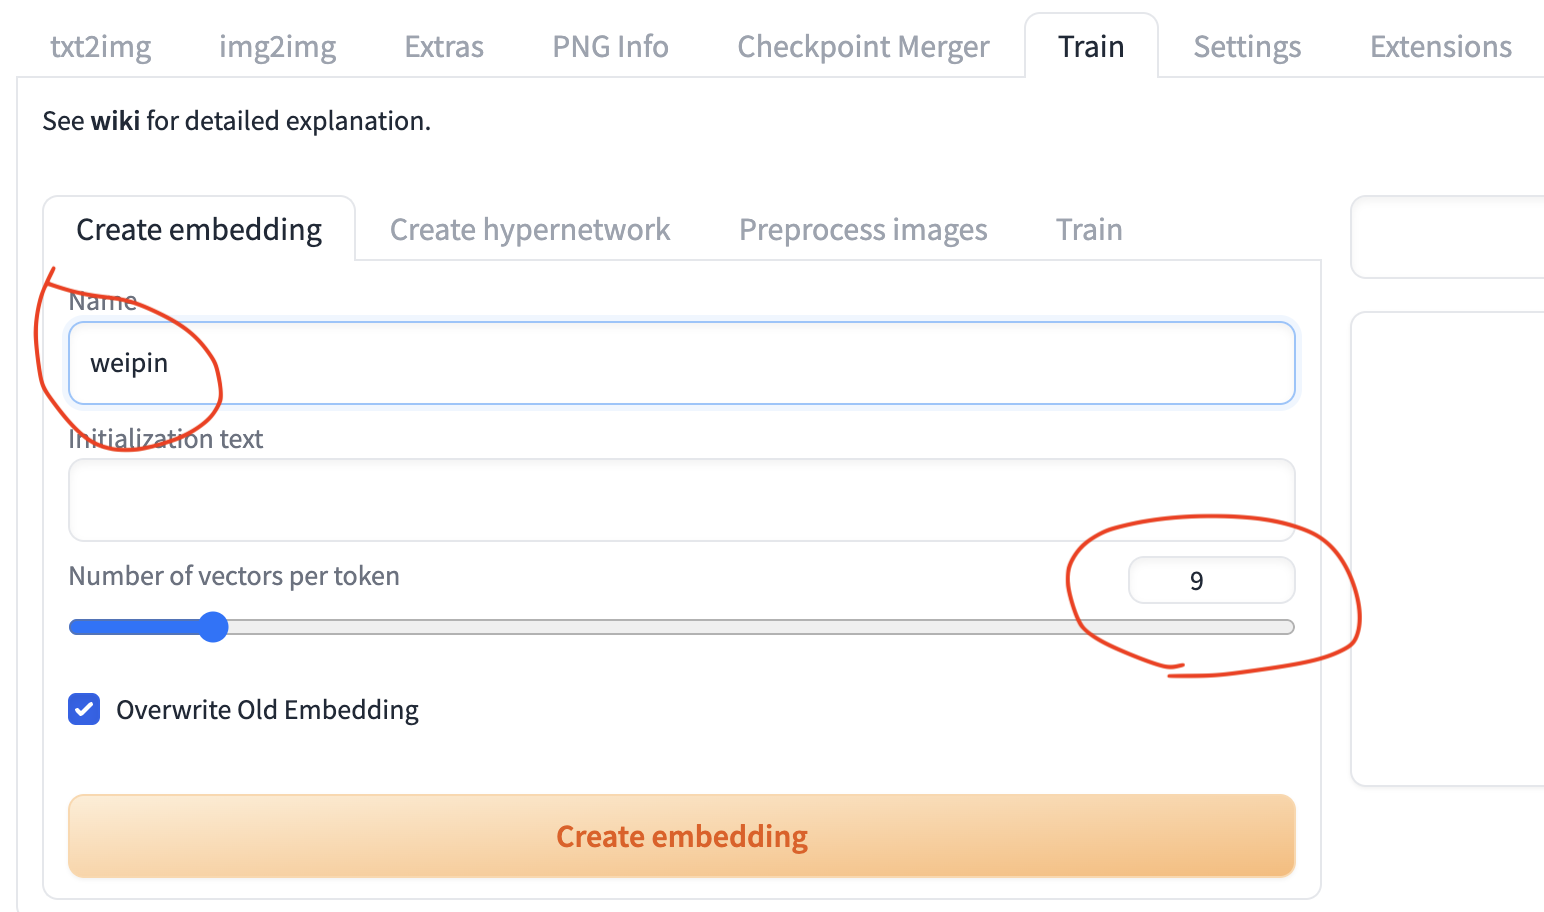 txt2img img2img Extras PNG Info Checkpoint Merger Train Settings Extensions
See wiki for detailed explanation.
Create embedding Create hypernetwork Preprocess images Train
Name
weipin
Initialization text
Number of vectors per token 9
Overwrite Old Embedding
Create embedding